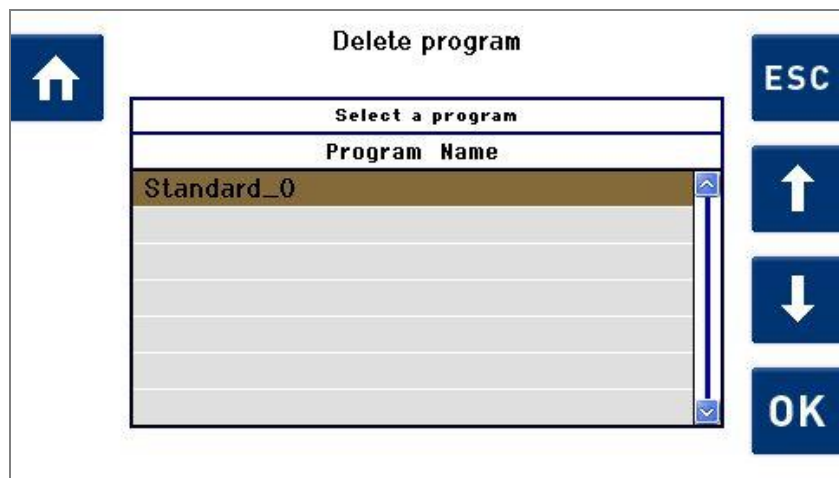 Delete program
ESC
Select a program
Program Name
Standard_0
OK